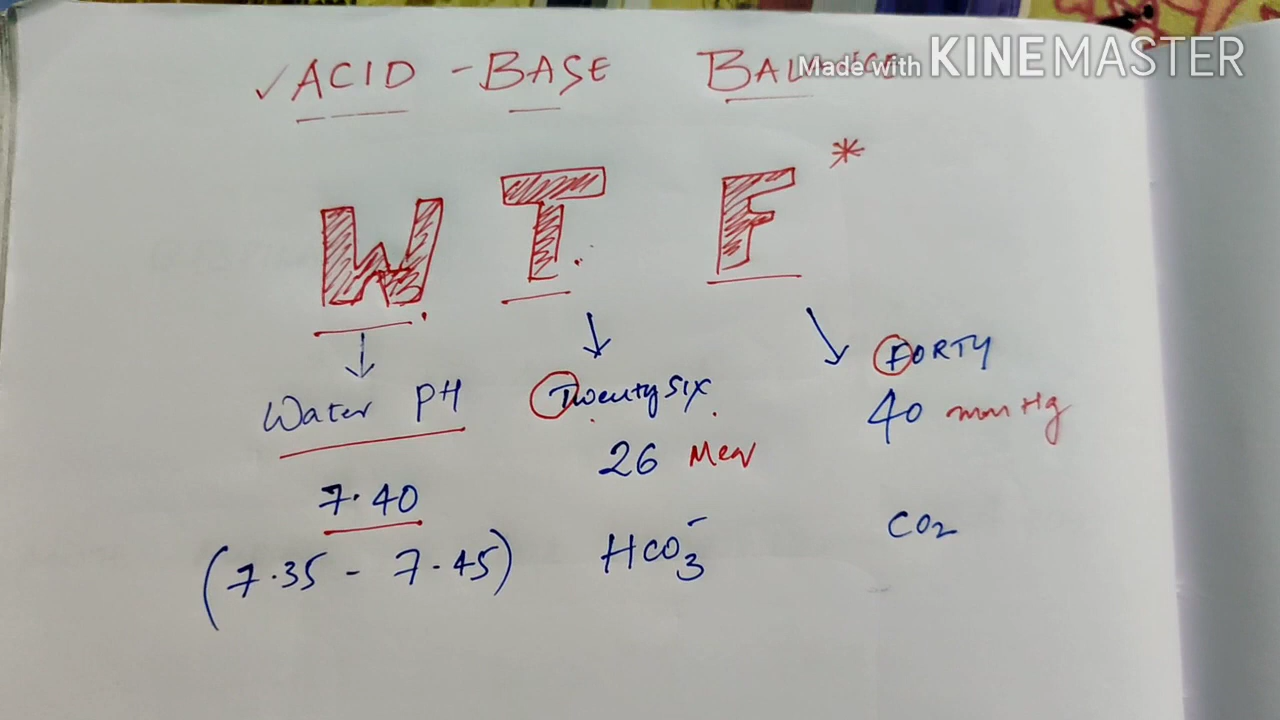 ✓ACID - BASE BALANCE
Made with KINEMASTER
W T F *
Water PH
7.40
(7.35 - 7.45)
Twenty Six
26 Meq
HCO3-
FORTY
40 mmHg
CO2